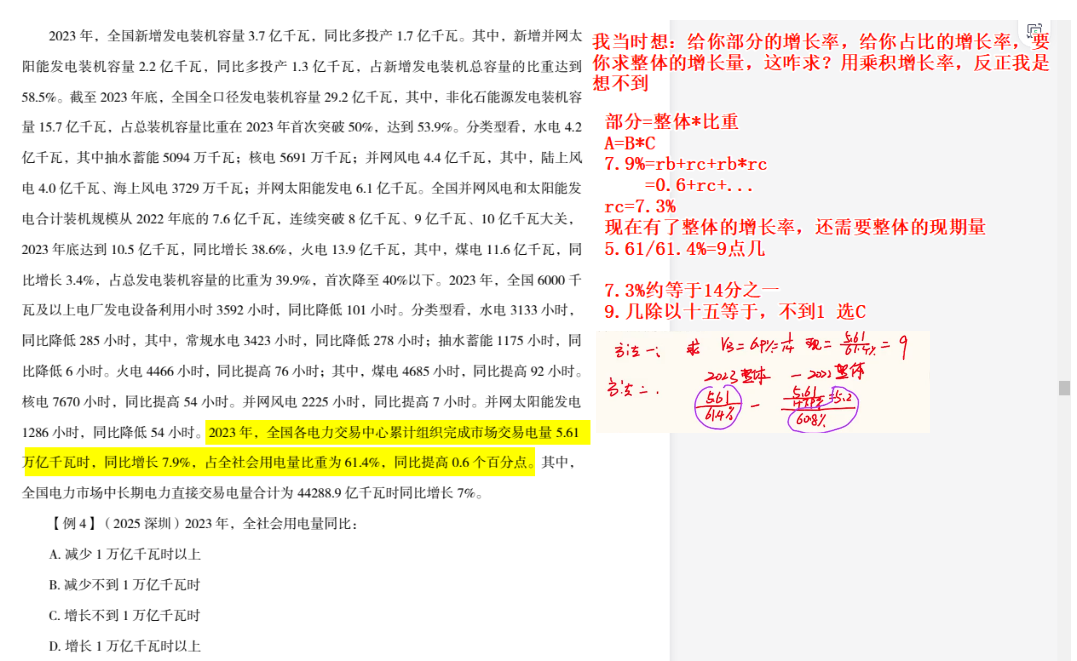 2023 年，全国新增发电装机容量 3.7 亿千瓦，同比多投产 1.7 亿千瓦。其中，新增并网太
阳能发电装机容量 2.2 亿千瓦，同比多投产 1.3 亿千瓦，占新增发电装机总容量的比重达到
58.5%。截至 2023 年底，全国全口径发电装机容量 29.2 亿千瓦，其中，非化石能源发电装机容
量 15.7 亿千瓦，占总装机容量比重在 2023 年首次突破 50%，达到 53.9%。分类型看，水电 4.2
亿千瓦，其中抽水蓄能 5094 万千瓦；核电 5691 万千瓦；并网风电 4.4 亿千瓦，其中，陆上风
电 4.0 亿千瓦、海上风电 3729 万千瓦；并网太阳能发电 6.1 亿千瓦。全国并网风电和太阳能发
电合计装机规模从 2022 年底的 7.6 亿千瓦，连续突破 8 亿千瓦、9 亿千瓦、10 亿千瓦大关，
2023 年底达到 10.5 亿千瓦，同比增长 38.6%，火电 13.9 亿千瓦，其中，煤电 11.6 亿千瓦，同
比增长 3.4%，占总发电装机容量的比重为 39.9%，首次降至 40%以下。2023 年，全国 6000 千
瓦及以上电厂发电设备利用小时 3592 小时，同比降低 101 小时。分类型看，水电 3133 小时，
同比降低 285 小时，其中，常规水电 3423 小时，同比降低 278 小时；抽水蓄能 1175 小时，同
比降低 6 小时。火电 4466 小时，同比提高 76 小时；其中，煤电 4685 小时，同比提高 92 小时。
核电 7670 小时，同比提高 54 小时。并网风电 2225 小时，同比提高 7 小时。并网太阳能发电
1286 小时，同比降低 54 小时。2023 年，全国各电力交易中心累计组织完成市场交易电量 5.61
万亿千瓦时，同比增长 7.9%，占全社会用电量比重为 61.4%，同比提高 0.6 个百分点。其中，
全国电力市场中长期电力直接交易电量合计为 44288.9 亿千瓦时同比增长 7%。
【例 4】（2025 深圳）2023 年，全社会用电量同比：
A. 减少 1 万亿千瓦时以上
B. 减少不到 1 万亿千瓦时
C. 增长不到 1 万亿千瓦时
D. 增长 1 万亿千瓦时以上
我当时想：给你部分的增长率，给你占比的增长率，要
你求整体的增长量，这咋求？用乘积增长率，反正我是
想不到
部分=整体*比重
A=B*C
7.9%=rb+rc+rb*rc
=0.6+rc+...
rc=7.3%
现在有了整体的增长率，还需要整体的现期量
5.61/61.4%=9点几
7.3%约等于14分之一
9.几除以十五等于，不到1 选C
方法一: 求 现= 5.61/61.4% = 9
2023整体 - 2022整体
方法二:
5.61/61.4% - 5.2/60.8%